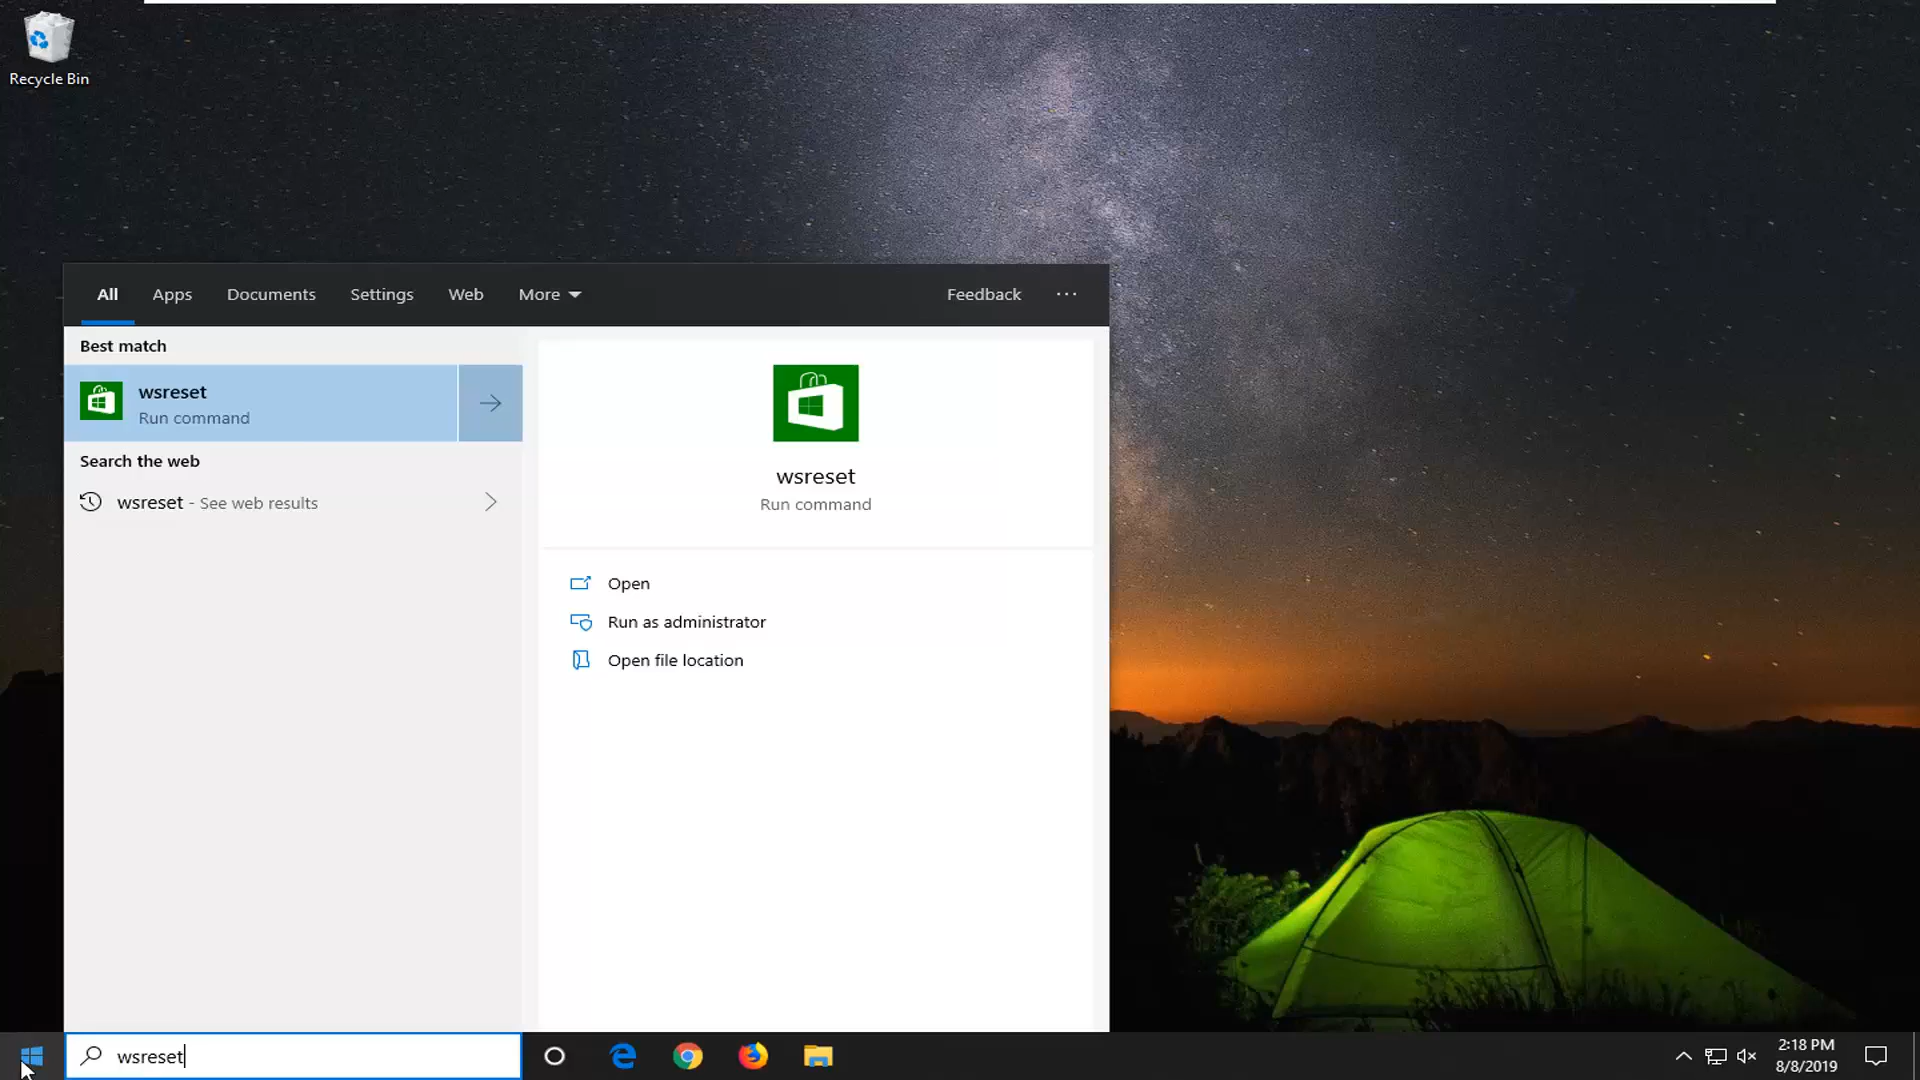 Recycle Bin
All Apps Documents Settings Web More Feedback
Best match
wsreset
Run command
Search the web
wsreset - See web results
wsreset
Run command
Open
Run as administrator
Open file location
wsreset
2:18 PM
8/8/2019